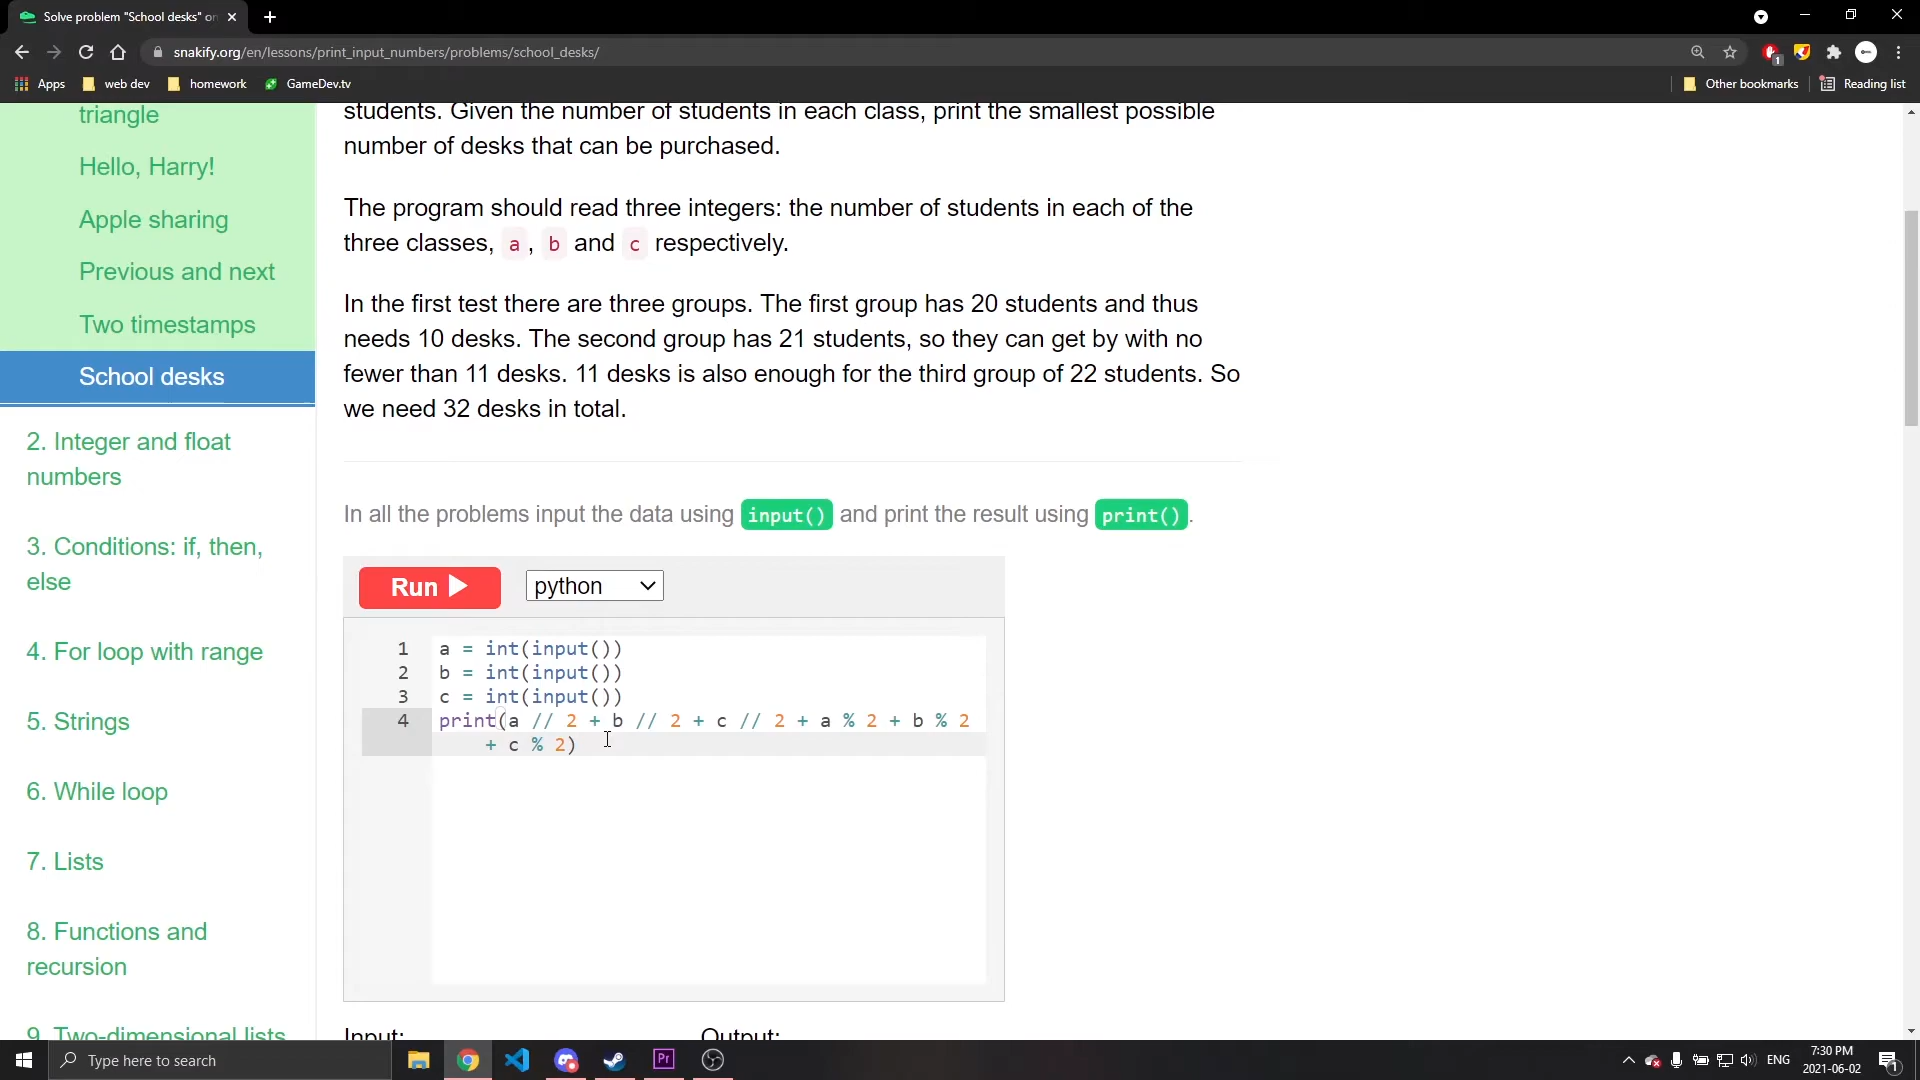 Solve problem "School desks" on
snakify.org/en/lessons/print_input_numbers/problems/school_desks/
1
Apps
web dev
homework
GameDev.tv
Other bookmarks
Reading list
triangle
Hello, Harry!
Apple sharing
Previous and next
Two timestamps
School desks
2. Integer and float
numbers
3. Conditions: if, then,
else
4. For loop with range
5. Strings
6. While loop
7. Lists
8. Functions and
recursion
9. Two-dimensional lists
students. Given the number of students in each class, print the smallest possible
number of desks that can be purchased.
The program should read three integers: the number of students in each of the
three classes, a , b and c respectively.
In the first test there are three groups. The first group has 20 students and thus
needs 10 desks. The second group has 21 students, so they can get by with no
fewer than 11 desks. 11 desks is also enough for the third group of 22 students. So
we need 32 desks in total.
In all the problems input the data using input() and print the result using print().
Run
python
1 a = int(input())
2 b = int(input())
3 c = int(input())
4 print(a // 2 + b // 2 + c // 2 + a % 2 + b % 2
+ c % 2)
Input:
Output:
Type here to search
Pr
ENG
7:30 PM
2021-06-02
1